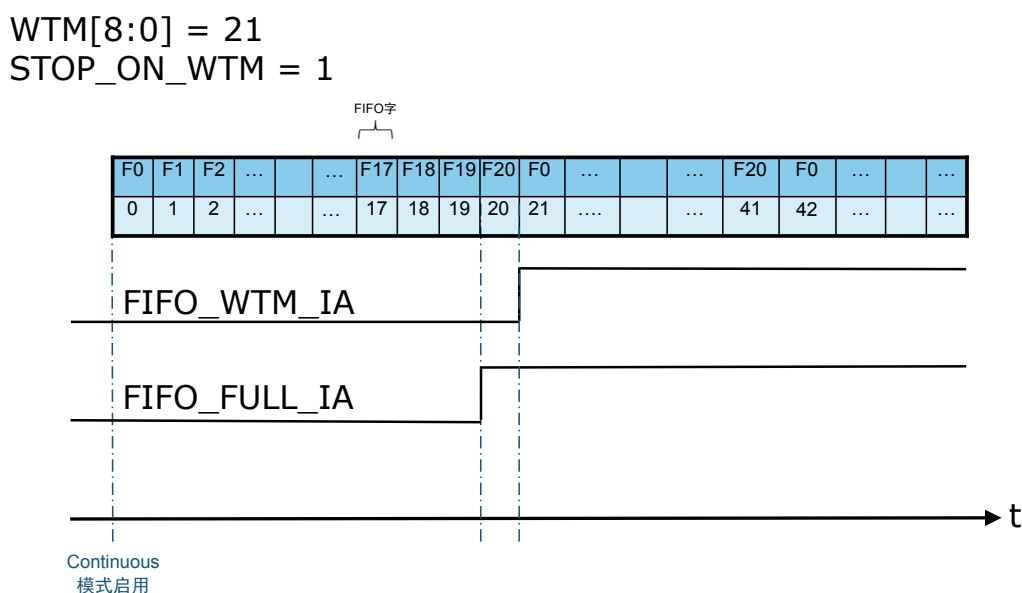 WTM[8:0] = 21
STOP_ON_WTM = 1
FIFO字
F0 F1 F2 ... ... F17 F18 F19 F20 F0 ... ... F20 F0 ... ...
0 1 2 ... ... 17 18 19 20 21 .... ... 41 42 ... ...
FIFO_WTM_IA
FIFO_FULL_IA
t
Continuous
模式启用